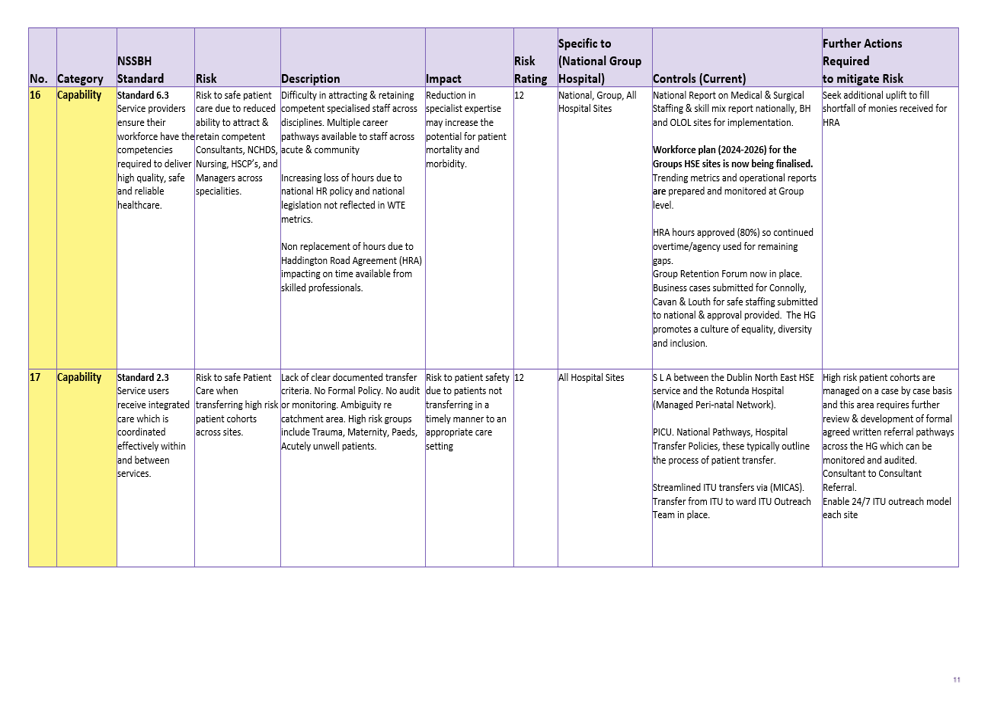 No.
Category
NSSBH
Standard
Risk
Description
Impact
Risk
Rating
Specific to
(National Group
Hospital)
Controls (Current)
Further Actions
Required
to mitigate Risk
16
Capability
Standard 6.3
Service providers
ensure their
workforce have the
competencies
required to deliver
high quality, safe
and reliable
healthcare.
Risk to safe patient
care due to reduced
ability to attract &
retain competent
Consultants, NCHDS,
Nursing, HSCP's, and
Managers across
specialities.
Difficulty in attracting & retaining
competent specialised staff across
disciplines. Multiple career
pathways available to staff across
acute & community
Increasing loss of hours due to
national HR policy and national
legislation not reflected in WTE
metrics.
Non replacement of hours due to
Haddington Road Agreement (HRA)
impacting on time available from
skilled professionals.
Reduction in
specialist expertise
may increase the
potential for patient
mortality and
morbidity.
12
National, Group, All
Hospital Sites
National Report on Medical & Surgical
Staffing & skill mix report nationally, BH
and OLOL sites for implementation.
Workforce plan (2024-2026) for the
Groups HSE sites is now being finalised.
Trending metrics and operational reports
are prepared and monitored at Group
level.
HRA hours approved (80%) so continued
overtime/agency used for remaining
gaps.
Group Retention Forum now in place.
Business cases submitted for Connolly,
Cavan & Louth for safe staffing submitted
to national & approval provided. The HG
promotes a culture of equality, diversity
and inclusion.
Seek additional uplift to fill
shortfall of monies received for
HRA
17
Capability
Standard 2.3
Service users
receive integrated
care which is
coordinated
effectively within
and between
services.
Risk to safe Patient
Care when
transferring high risk
patient cohorts
across sites.
Lack of clear documented transfer
criteria. No Formal Policy. No audit
or monitoring. Ambiguity re
catchment area. High risk groups
include Trauma, Maternity, Paeds,
Acutely unwell patients.
Risk to patient safety
due to patients not
transferring in a
timely manner to an
appropriate care
setting
12
All Hospital Sites
S L A between the Dublin North East HSE
service and the Rotunda Hospital
(Managed Peri-natal Network).
PICU. National Pathways, Hospital
Transfer Policies, these typically outline
the process of patient transfer.
Streamlined ITU transfers via (MICAS).
Transfer from ITU to ward ITU Outreach
Team in place.
High risk patient cohorts are
managed on a case by case basis
and this area requires further
review & development of formal
agreed written referral pathways
across the HG which can be
monitored and audited.
Consultant to Consultant
Referral.
Enable 24/7 ITU outreach model
each site
11